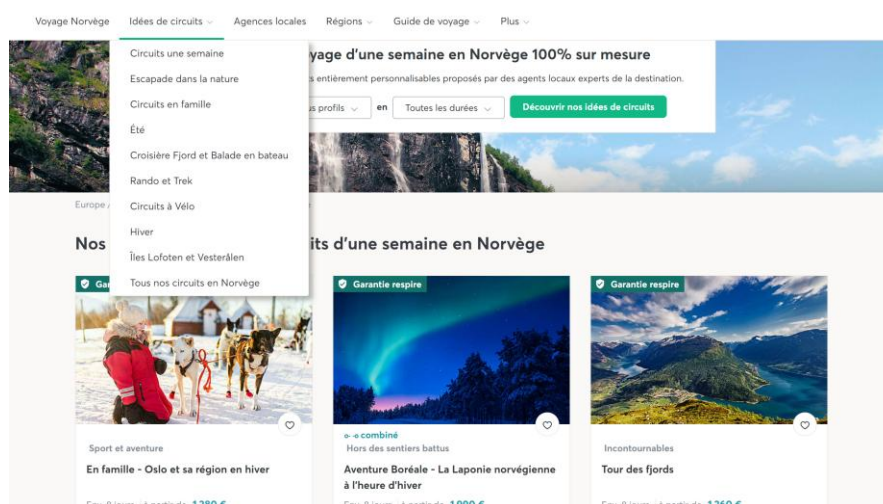 Voyage Norvège Idées de circuits Agences locales Régions Guide de voyage Plus
Circuits une semaine
Escapade dans la nature
Circuits en famille
Été
Croisière Fjord et Balade en bateau
Rando et Trek
Circuits à Vélo
Hiver
Îles Lofoten et Vesterålen
Tous nos circuits en Norvège
d'une semaine en Norvège 100% sur mesure
entièrement personnalisables proposés par des agents locaux experts de la destination.
profils en Toutes les durées Découvrir nos idées de circuits
Europe /
Nos d'une semaine en Norvège
Garantie respire Garantie respire
combiné
Sport et aventure Hors des sentiers battus Incontournables
En famille - Oslo et sa région en hiver
Aventure Boréale - La Laponie norvégienne
à l'heure d'hiver
Tour des fjords